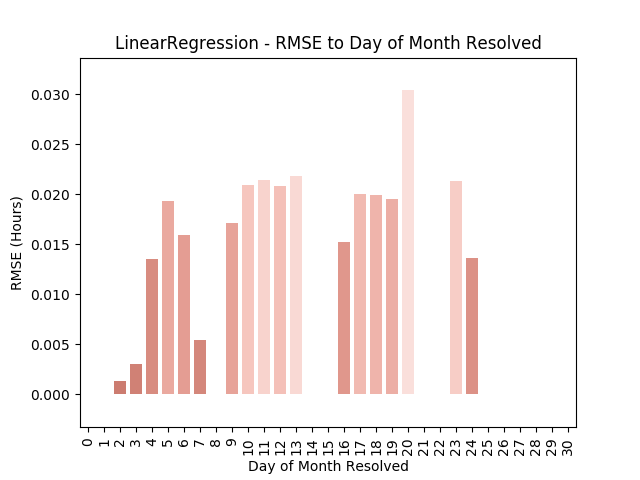 LinearRegression - RMSE to Day of Month Resolved
RMSE (Hours)
0.030
0.025
0.020
0.015
0.010
0.005
0.000
0 1 2 3 4 5 6 7 8 9 10 11 12 13 14 15 16 17 18 19 20 21 22 23 24 25 26 27 28 29 30
Day of Month Resolved